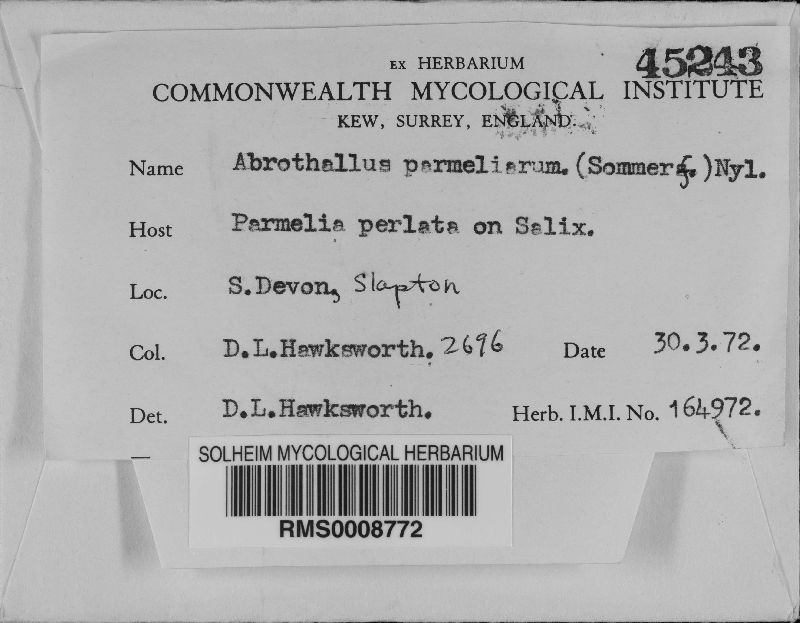 45243
EX HERBARIUM
COMMONWEALTH MYCOLOGICAL INSTITUTE
KEW, SURREY, ENGLAND.
Name Abrothallus parmeliarum. (Sommerf.) Nyl.
Host Parmelia perlata on Salix.
Loc. S.Devon, Slapton
Col. D.L.Hawksworth. 2696 Date 30.3.72.
Det. D.L.Hawksworth. Herb. I.M.I. No. 164972.
SOLHEIM MYCOLOGICAL HERBARIUM
RMS0008772